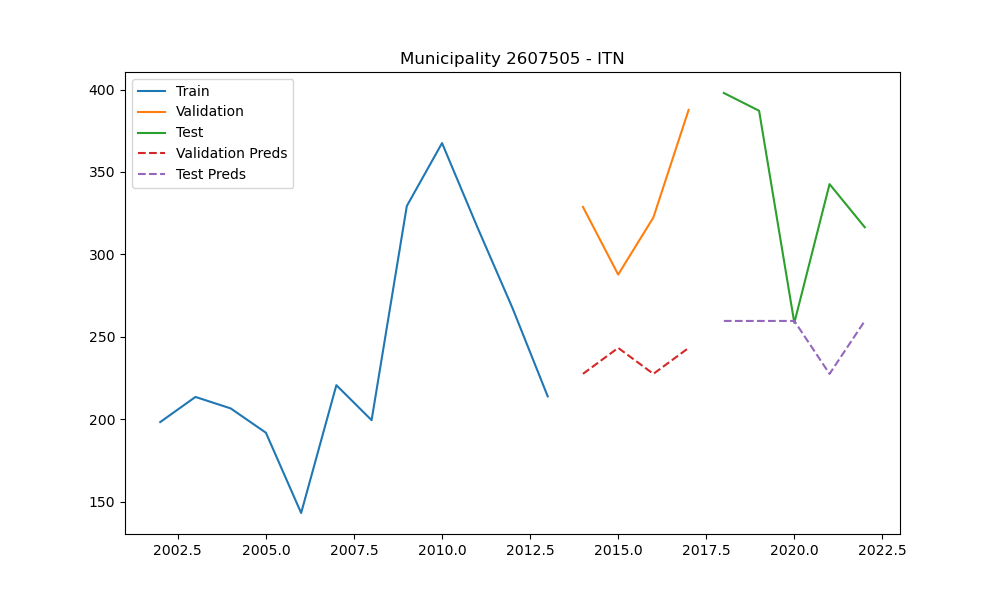 Municipality 2607505 - ITN
Train
Validation
Test
Validation Preds
Test Preds
400
350
300
250
200
150
2002.5 2005.0 2007.5 2010.0 2012.5 2015.0 2017.5 2020.0 2022.5